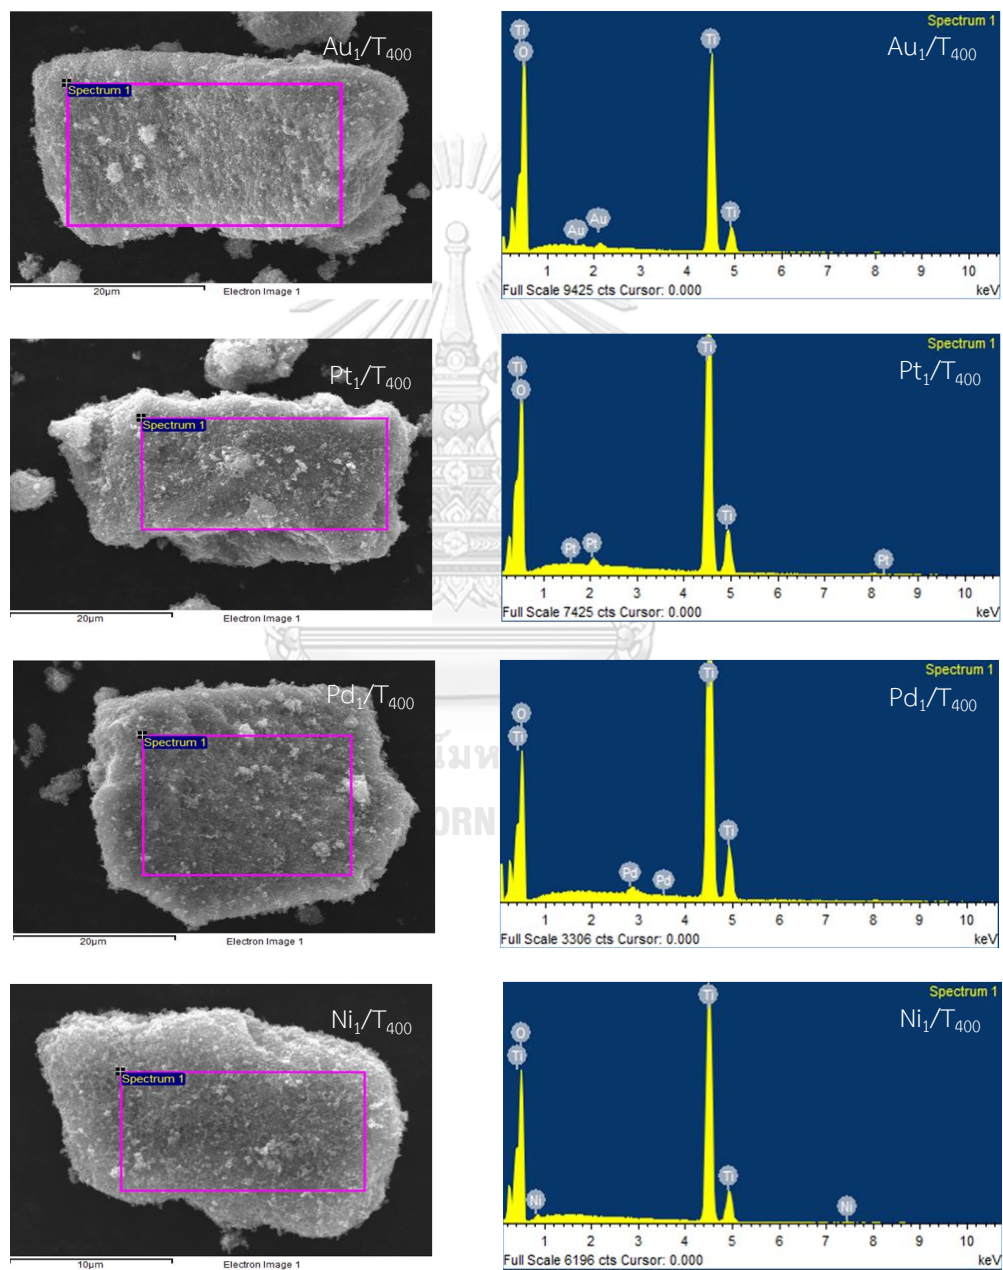 Au₁/T₄₀₀
Spectrum 1
20µm
Electron Image 1
Spectrum 1
Au₁/T₄₀₀
Ti
O
Ti
Au
Au
Ti
1 2 3 4 5 6 7 8 9 10
Full Scale 9425 cts Cursor: 0.000
keV
Pt₁/T₄₀₀
Spectrum 1
20µm
Electron Image 1
Spectrum 1
Pt₁/T₄₀₀
Ti
Ti
O
Ti
Pt
Pt
Pt
1 2 3 4 5 6 7 8 9 10
Full Scale 7425 cts Cursor: 0.000
keV
Pd₁/T₄₀₀
Spectrum 1
20µm
Electron Image 1
Spectrum 1
Pd₁/T₄₀₀
Ti
O
Ti
Ti
Pd
Pd
1 2 3 4 5 6 7 8 9 10
Full Scale 3306 cts Cursor: 0.000
keV
ORN
Ni₁/T₄₀₀
Spectrum 1
10µm
Electron Image 1
Spectrum 1
Ni₁/T₄₀₀
Ti
O
Ti
Ti
Ni
Ni
1 2 3 4 5 6 7 8 9 10
Full Scale 6196 cts Cursor: 0.000
keV